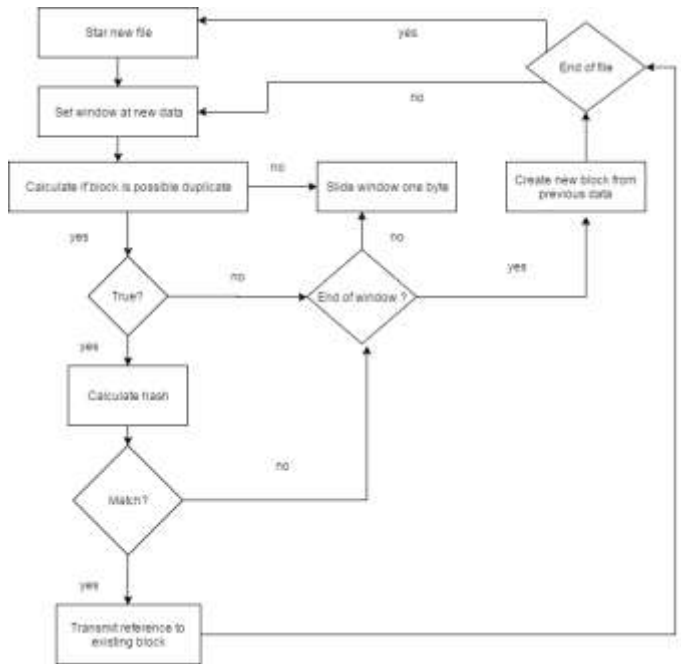 Star new file
yes
End of file
no
Set window at new data
Calculate if block is possible duplicate
no
Slide window one byte
Create new block from
previous data
yes
no
True?
no
End of window ?
yes
yes
Calculate hash
no
Match?
yes
Transmit reference to
existing block